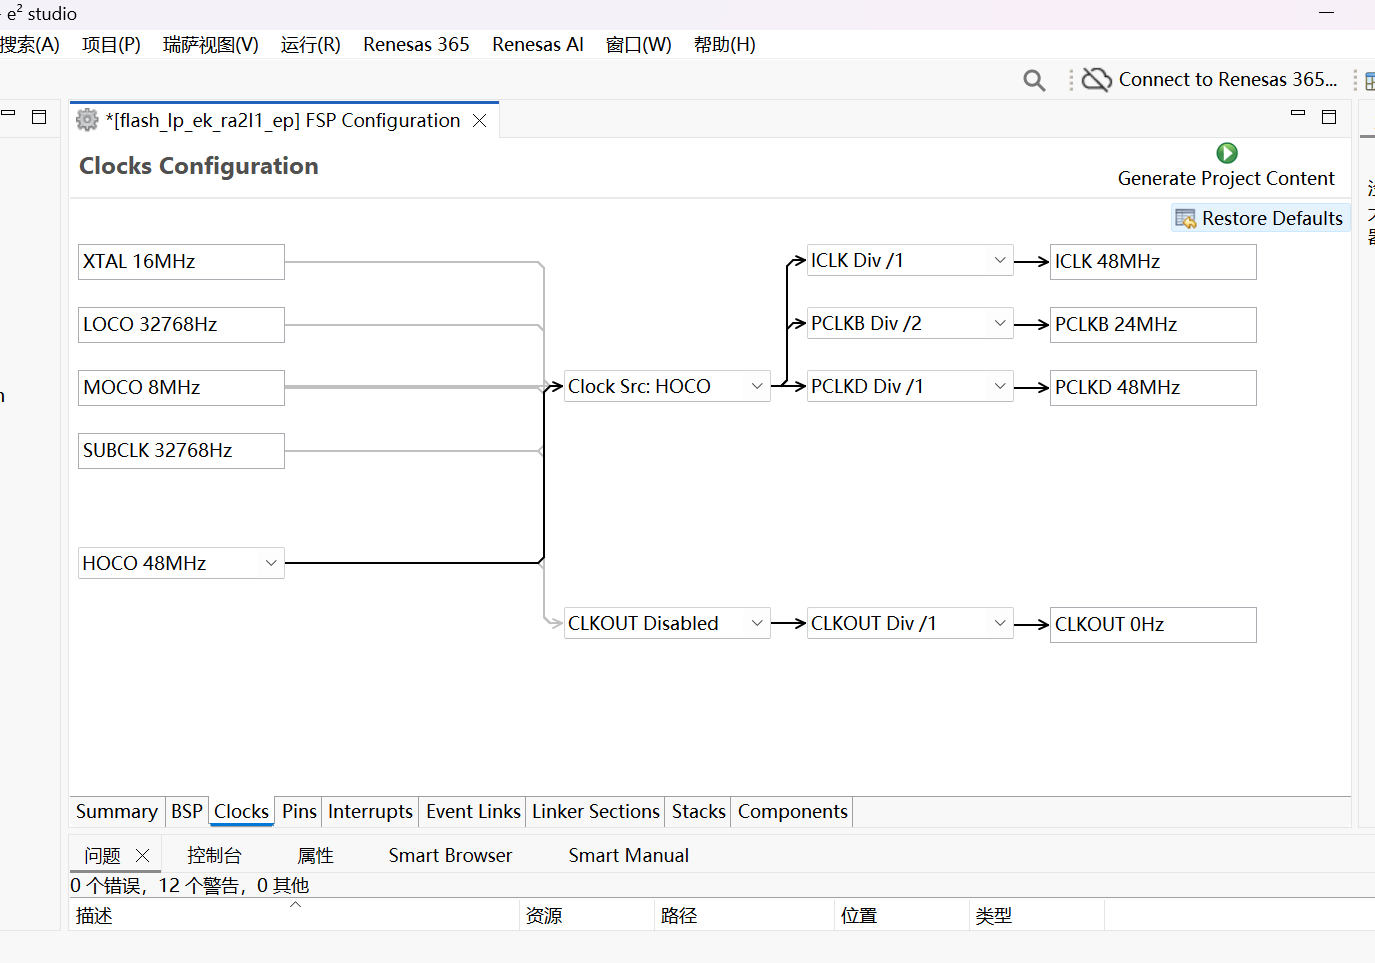 e² studio
搜索(A) 项目(P) 瑞萨视图(V) 运行(R) Renesas 365 Renesas AI 窗口(W) 帮助(H)
Connect to Renesas 365...
*[flash_lp_ek_ra2l1_ep] FSP Configuration
Clocks Configuration
Generate Project Content
Restore Defaults
XTAL 16MHz
ICLK Div /1
ICLK 48MHz
LOCO 32768Hz
PCLKB Div /2
PCLKB 24MHz
MOCO 8MHz
Clock Src: HOCO
PCLKD Div /1
PCLKD 48MHz
SUBCLK 32768Hz
HOCO 48MHz
CLKOUT Disabled
CLKOUT Div /1
CLKOUT 0Hz
Summary BSP Clocks Pins Interrupts Event Links Linker Sections Stacks Components
问题 控制台 属性 Smart Browser Smart Manual
0 个错误，12 个警告，0 其他
描述 资源 路径 位置 类型